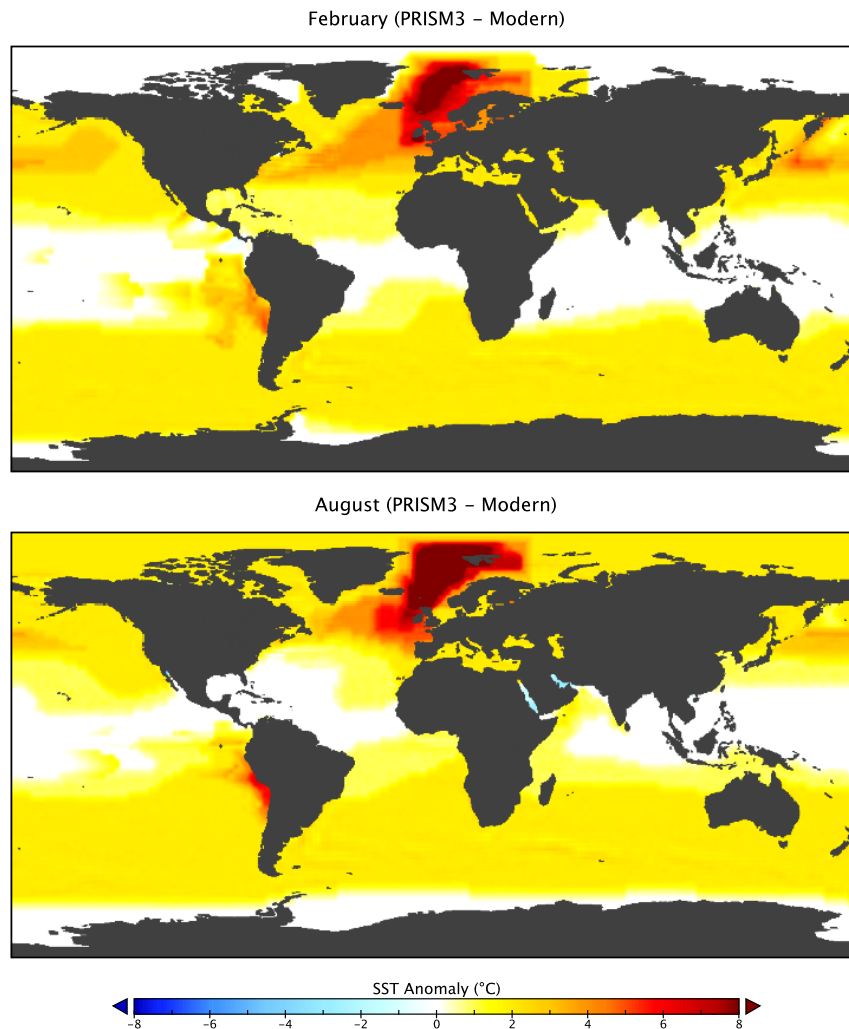 February (PRISM3 – Modern)
August (PRISM3 – Modern)
SST Anomaly (°C)
-8 -6 -4 -2 0 2 4 6 8